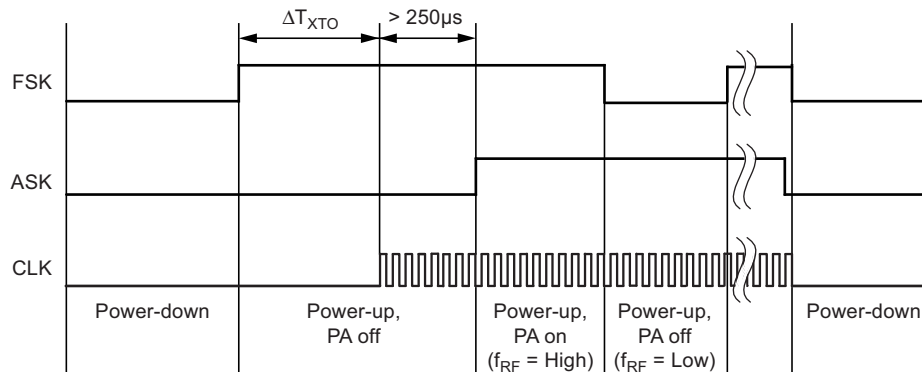 ΔT_XTO
> 250µs
FSK
ASK
CLK
Power-down
Power-up,
PA off
Power-up,
PA on
(f_RF = High)
Power-up,
PA off
(f_RF = Low)
Power-down